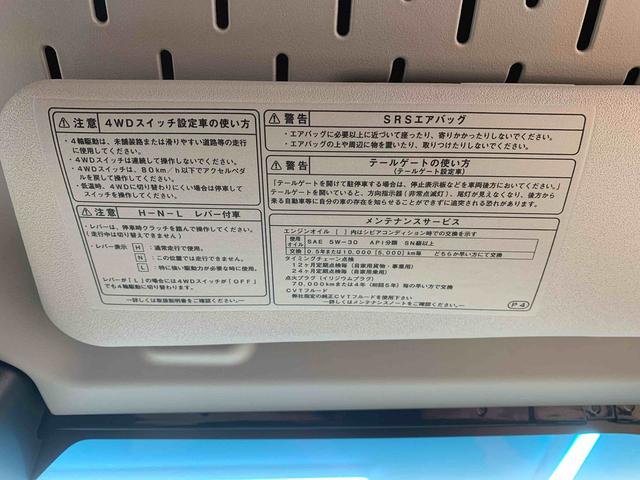 ⚠注意 4WDスイッチ設定車の使い方
・4輪駆動は、未舗装路または滑りやすい道路等の走行
に使用してください。
・4WDスイッチは連続して操作しないでください。
・4WDスイッチは、80km/h以下でアクセルペダ
ルを戻して操作してください。
・低温時、4WDに切り替わりにくい場合は停車して
スイッチを操作してください。
⚠注意 H-N-L レバー付車
・レバーは、停車時クラッチを踏んで操作してください。
(走行中は切り替えできません)
・レバー表示 H :通常走行で使用。
N :この位置では走行できません。
L :特に強い駆動力が必要な時に使用。
レバーが[L]の場合には4WDスイッチが「OFF」
でも4輪駆動に切り替わります。
―詳しくは取扱説明書をご確認ください。―
⚠警告 SRSエアバッグ
・エアバッグに必要以上に近づいて座ったり、寄りかかったりしないでください。
・エアバッグの上や周辺に物を置いたり、取りつけたりしないでください。
⚠警告 テールゲートの使い方
(テールゲート設定車)
「テールゲートを開けて駐停車する場合は、停止表示板などを車両後方においてください。」
テールゲートを開いていると、方向指示器(非常点滅灯)、尾灯が見えなくなり、後方から
来る自動車等に自分の車の存在を知らせることができずに追突される恐れがあります。
メンテナンスサービス
エンジンオイル [ ]内はシビアコンディション時での交換を示す
使用オイル SAE 5W-30 API分類 SN級以上
交換 0.5年または10,000[5,000]km毎 どちらか早い方にて交換
タイミングチェーン点検
12ヶ月定期点検毎(自家用貨物・事業用)
24ヶ月定期点検毎(自家用乗用)
点火プラグ(イリジウムプラグ)
70,000kmまたは4年(初回5年)毎の早い方で交換
CVTフルード
弊社指定の純正CVTフルードを使用下さい
―詳しくはメンテナンスノートをご確認ください。―
P4